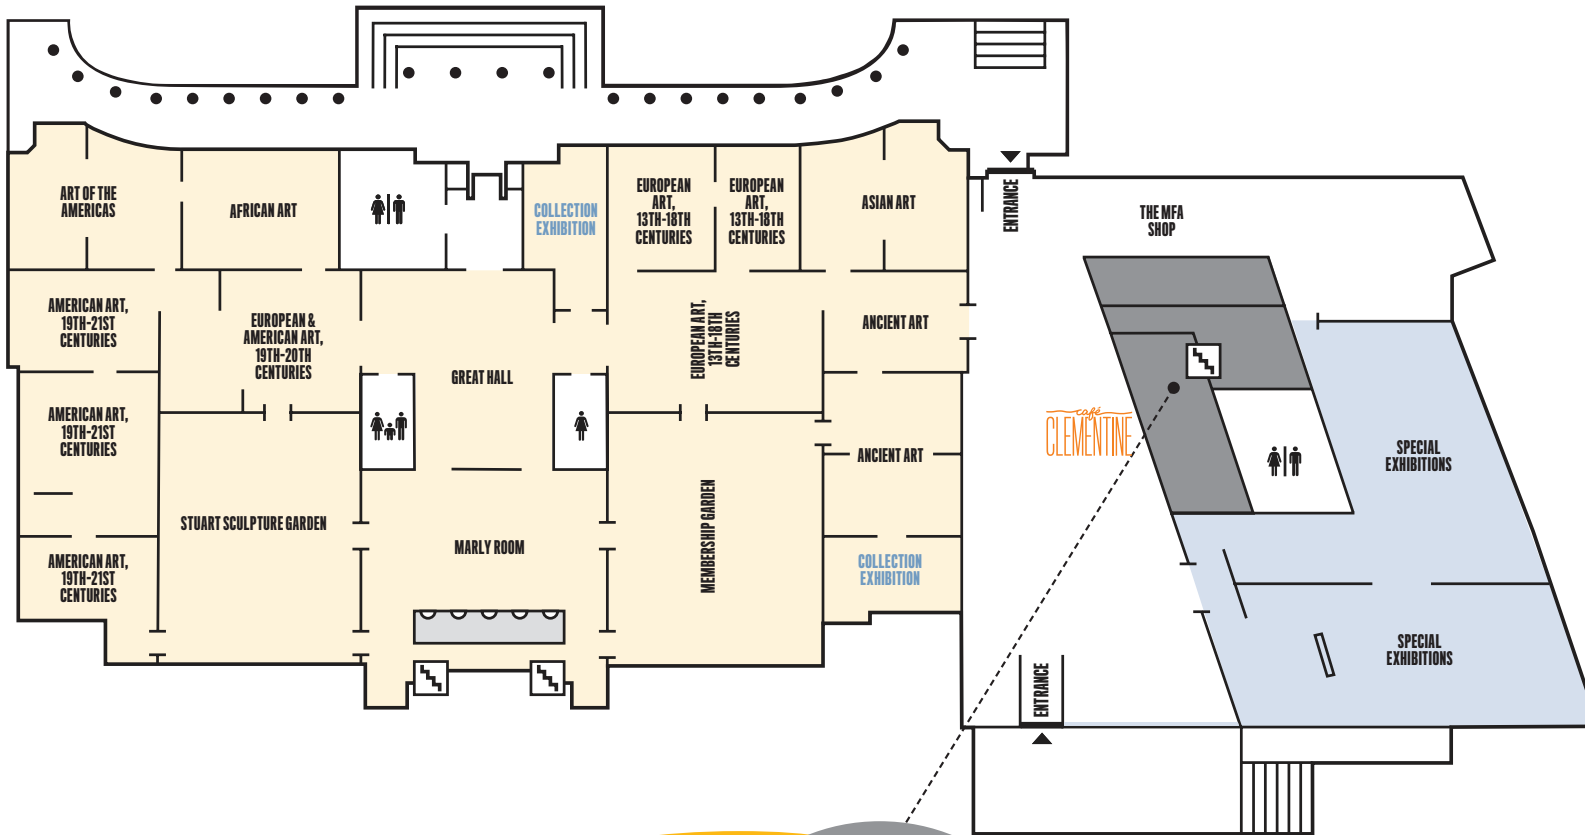 ART OF THE
AMERICAS
AFRICAN ART
COLLECTION
EXHIBITION
EUROPEAN
ART,
13TH-18TH
CENTURIES
EUROPEAN
ART,
13TH-18TH
CENTURIES
ASIAN ART
ENTRANCE
THE MFA
SHOP
AMERICAN ART,
19TH-21ST
CENTURIES
EUROPEAN &
AMERICAN ART,
19TH-20TH
CENTURIES
GREAT HALL
EUROPEAN ART,
13TH-18TH
CENTURIES
ANCIENT ART
AMERICAN ART,
19TH-21ST
CENTURIES
café
CLEMENTINE
ANCIENT ART
SPECIAL
EXHIBITIONS
STUART SCULPTURE GARDEN
MARLY ROOM
MEMBERSHIP GARDEN
AMERICAN ART,
19TH-21ST
CENTURIES
COLLECTION
EXHIBITION
SPECIAL
EXHIBITIONS
ENTRANCE